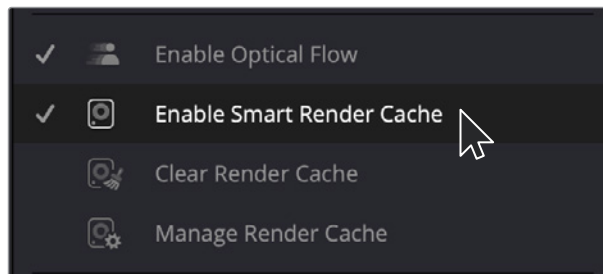 Enable Optical Flow
Enable Smart Render Cache
Clear Render Cache
Manage Render Cache